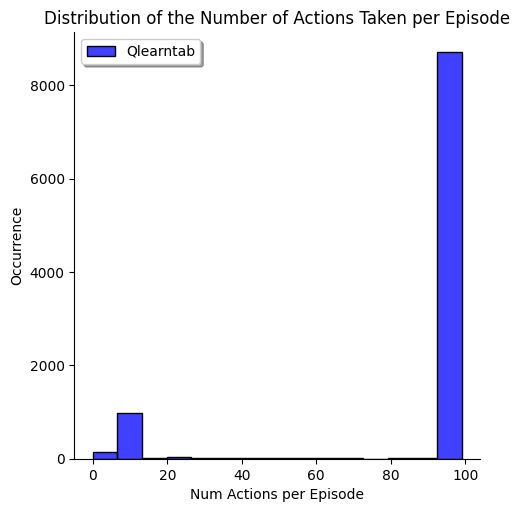 Distribution of the Number of Actions Taken per Episode
Qlearntab
Occurrence
8000
6000
4000
2000
0
0 20 40 60 80 100
Num Actions per Episode